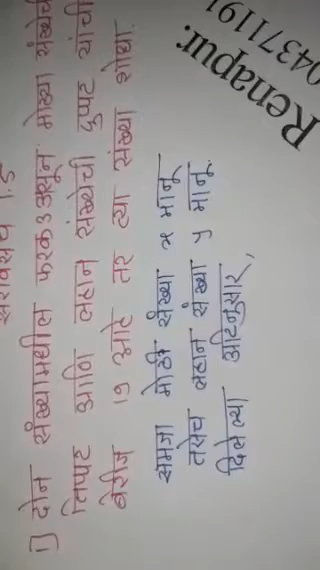 सरावसंच 1.5
1) दोन संख्यामधील फरक 3 असून मोठ्या संख्येची
तिप्पट आणि लहान संख्येची दुप्पट यांची
बेरीज 19 आहे तर त्या संख्या शोधा.
समजा मोठी संख्या x मानू
तसेच लहान संख्या y मानू.
दिलेल्या अटिनुसार,
Renapur.
0437119